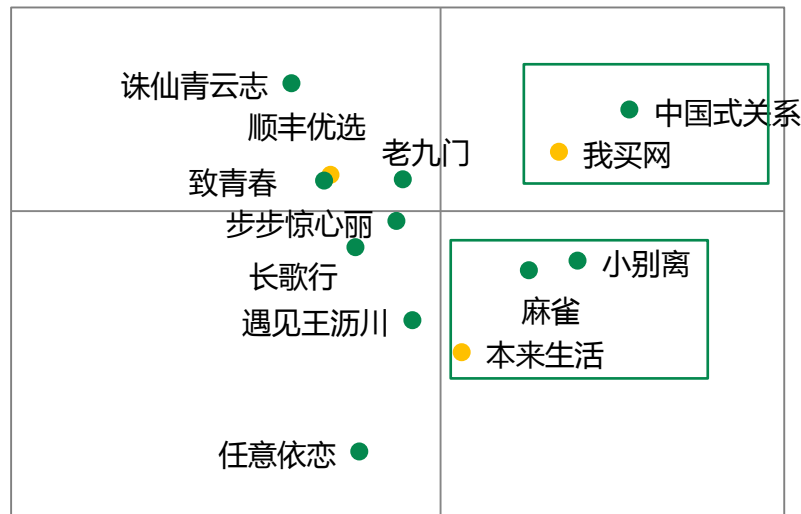 诛仙青云志
中国式关系
顺丰优选
老九门
我买网
致青春
步步惊心丽
小别离
长歌行
麻雀
遇见王沥川
本来生活
任意依恋